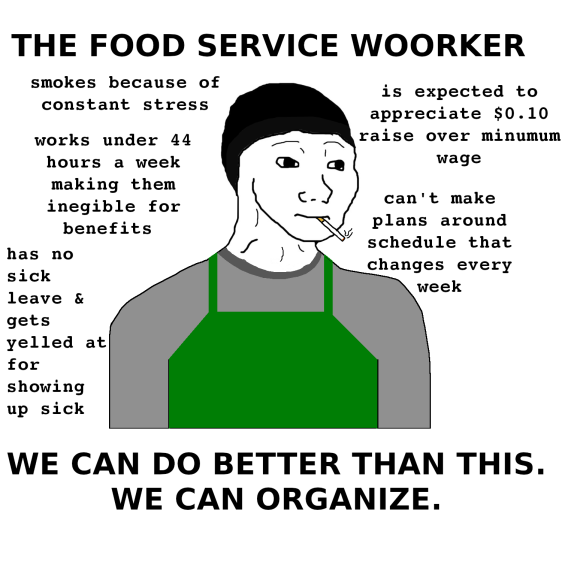 THE FOOD SERVICE WOORKER
smokes because of
constant stress
is expected to
appreciate $0.10
raise over minumum
wage
works under 44
hours a week
making them
inegible for
benefits
can't make
plans around
schedule that
changes every
week
has no
sick
leave &
gets
yelled at
for
showing
up sick
WE CAN DO BETTER THAN THIS.
WE CAN ORGANIZE.